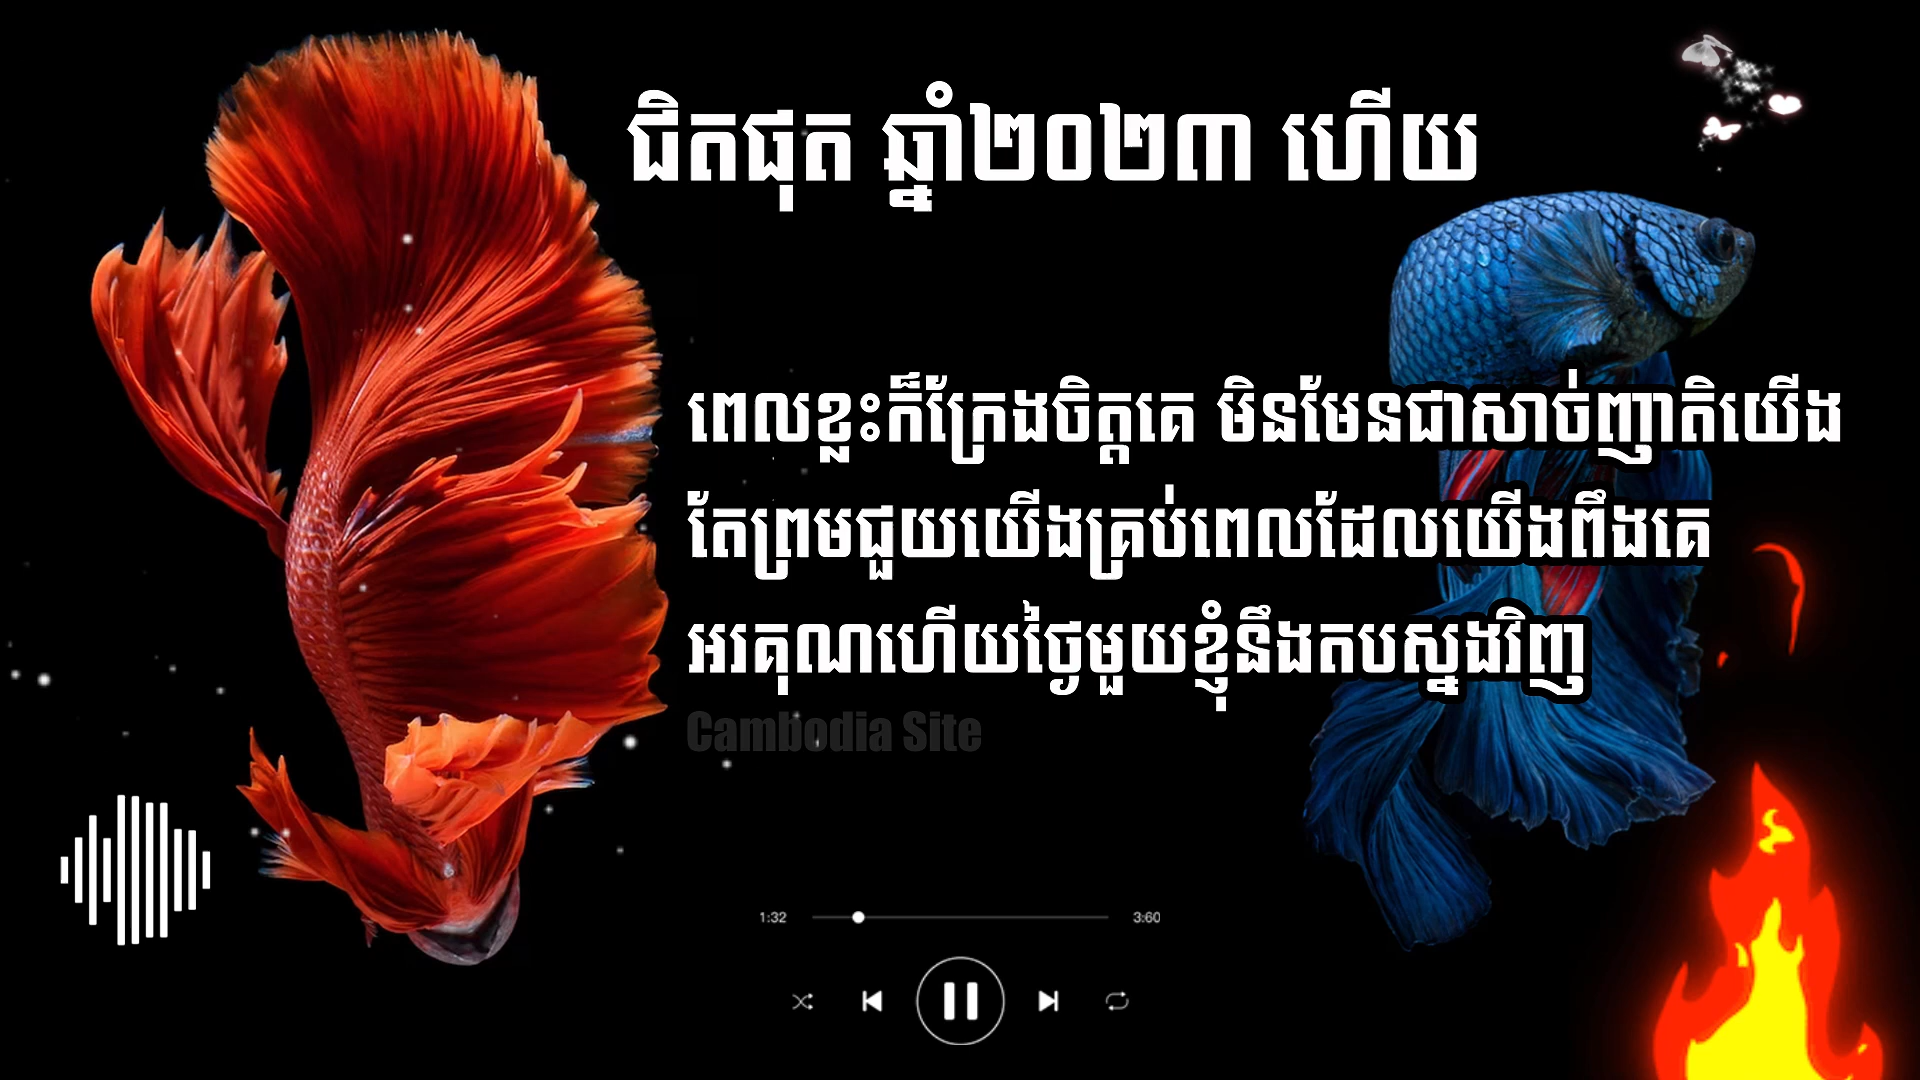 ជិតផុត ឆ្នាំ២០២៣ ហើយ
ពេលខ្លះក៏ក្រែងចិត្តគេ មិនមែនជាសាច់ញាតិយើង
តែព្រមជួយយើងគ្រប់ពេលដែលយើងពឹងគេ
អរគុណហើយថ្ងៃមួយខ្ញុំនឹងតបស្នងវិញ
Cambodia Site
1:32 3:60